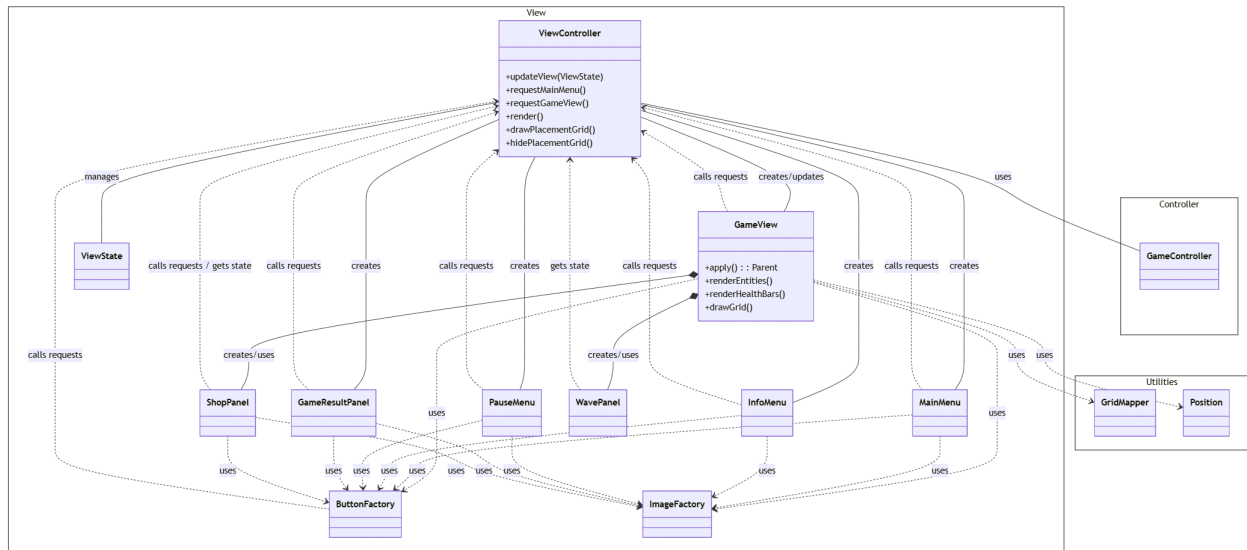 View
ViewController
+updateView(ViewState)
+requestMainMenu()
+requestGameView()
+render()
+drawPlacementGrid()
+hidePlacementGrid()
manages
calls requests
creates/updates
uses
Controller
GameController
ViewState
GameView
+aply() : : Parent
+renderEntities()
+renderHealthBars()
+drawGrid()
calls requests / gets state
calls requests
creates
calls requests
creates
gets state
calls requests
creates
calls requests
creates
calls requests
creates/uses
creates/uses
uses
uses
Utilities
GridMapper
Position
ShopPanel
GameResultPanel
PauseMenu
WavePanel
InfoMenu
MainMenu
uses
uses
uses
uses
uses
uses
uses
uses
uses
uses
uses
uses
ButtonFactory
ImageFactory